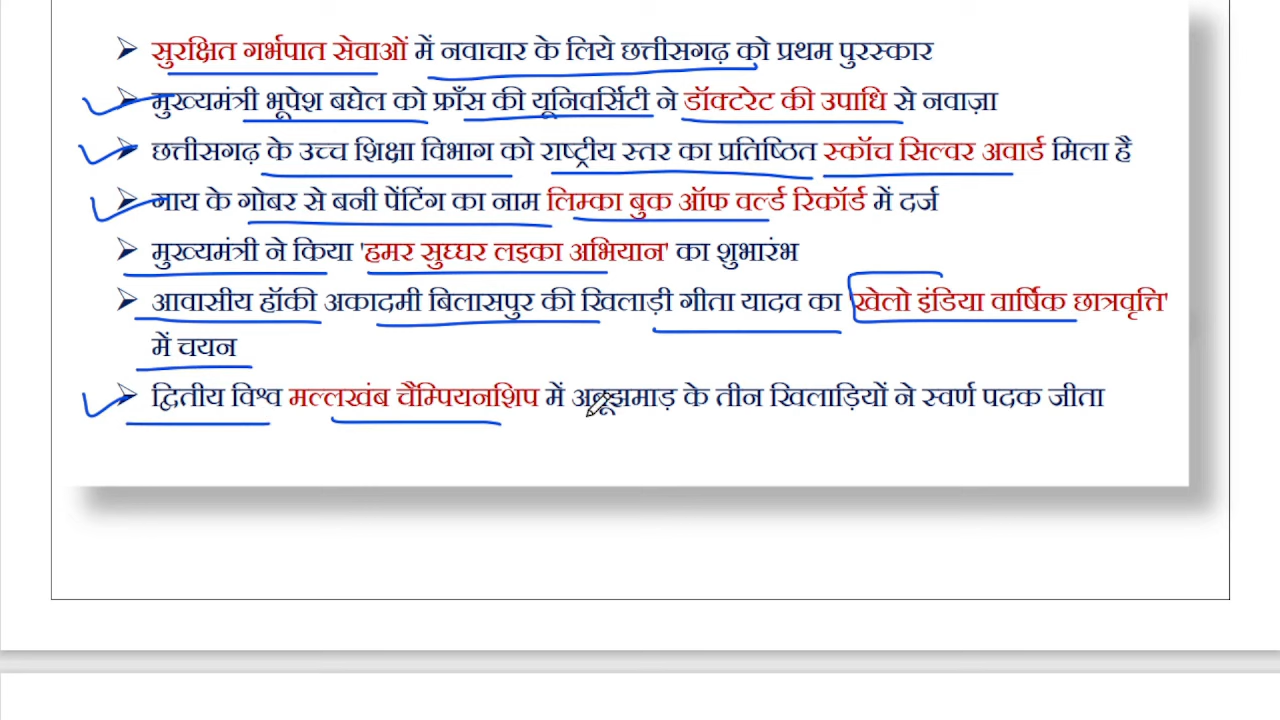 ➢ सुरक्षित गर्भपात सेवाओं में नवाचार के लिये छत्तीसगढ़ को प्रथम पुरस्कार
➢ मुख्यमंत्री भूपेश बघेल को फ्राँस की यूनिवर्सिटी ने डॉक्टरेट की उपाधि से नवाज़ा
➢ छत्तीसगढ़ के उच्च शिक्षा विभाग को राष्ट्रीय स्तर का प्रतिष्ठित स्कॉच सिल्वर अवार्ड मिला है
➢ गाय के गोबर से बनी पेंटिंग का नाम लिम्का बुक ऑफ वर्ल्ड रिकॉर्ड में दर्ज
➢ मुख्यमंत्री ने किया 'हमर सुघ्घर लइका अभियान' का शुभारंभ
➢ आवासीय हॉकी अकादमी बिलासपुर की खिलाड़ी गीता यादव का 'खेलो इंडिया वार्षिक छात्रवृत्ति'
में चयन
➢ द्वितीय विश्व मल्लखंब चैम्पियनशिप में अबूझमाड़ के तीन खिलाड़ियों ने स्वर्ण पदक जीता